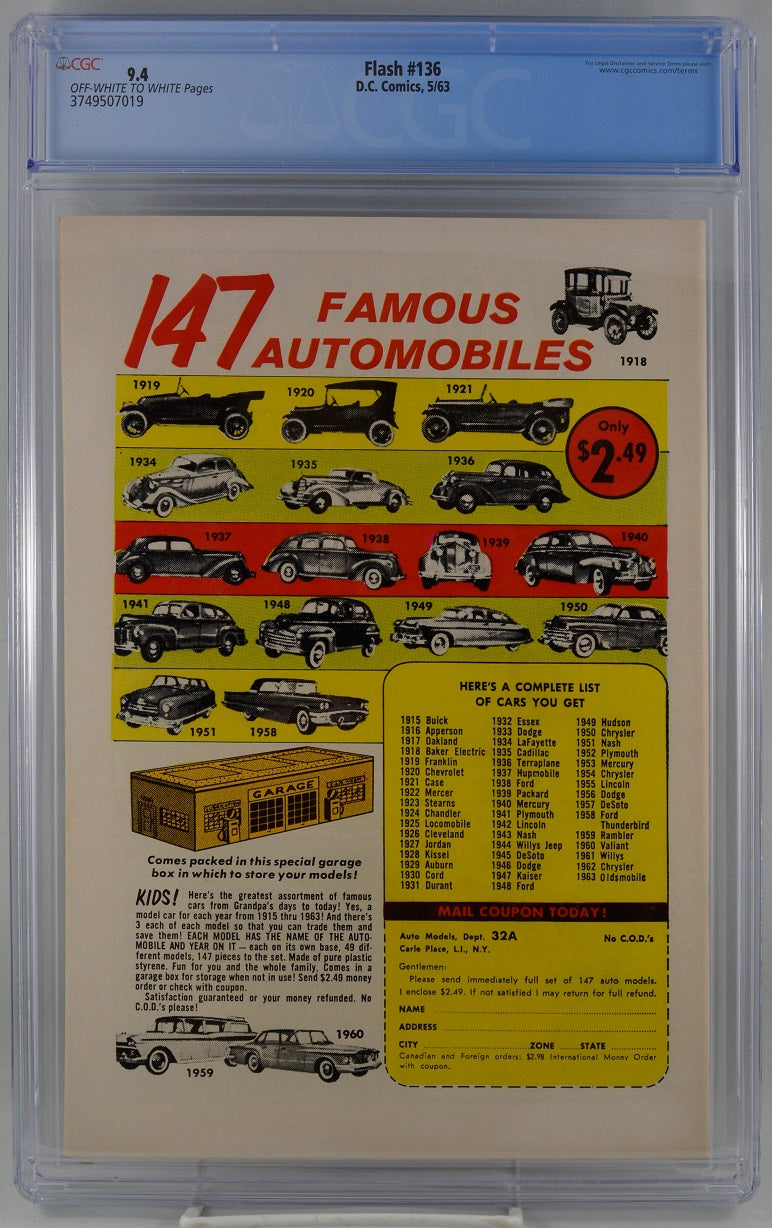 CGC
9.4
OFF-WHITE TO WHITE Pages
3749507019
Flash #136
D.C. Comics, 5/63
For Legal Disclaimer and Service Terms please visit:
www.cgccomics.com/terms
CGC
147 FAMOUS
AUTOMOBILES
1918
1919
1920
1921
Only
$2.49
1934
1935
1936
1937
1938
1939
1940
1941
1948
1949
1950
1951
1958
GARAGE
LUBRICATION
Comes packed in this special garage
box in which to store your models!
KIDS! Here's the greatest assortment of famous
cars from Grandpa's days to today! Yes, a
model car for each year from 1915 thru 1963! And there's
3 each of each model so that you can trade them and
save them! EACH MODEL HAS THE NAME OF THE AUTO-
MOBILE AND YEAR ON IT — each on its own base, 49 dif-
ferent models, 147 pieces to the set. Made of pure plastic
styrene. Fun for you and the whole family. Comes in a
garage box for storage when not in use! Send $2.49 money
order or check with coupon.
Satisfaction guaranteed or your money refunded. No
C.O.D.'s please!
1959
1960
HERE'S A COMPLETE LIST
OF CARS YOU GET
1915 Buick
1916 Apperson
1917 Oakland
1918 Baker Electric
1919 Franklin
1920 Chevrolet
1921 Case
1922 Mercer
1923 Stearns
1924 Chandler
1925 Locomobile
1926 Cleveland
1927 Jordan
1928 Kissel
1929 Auburn
1930 Cord
1931 Durant
1932 Essex
1933 Dodge
1934 LaFayette
1935 Cadillac
1936 Terraplane
1937 Hupmobile
1938 Ford
1939 Packard
1940 Mercury
1941 Plymouth
1942 Lincoln
1943 Nash
1944 Willys Jeep
1945 DeSoto
1946 Dodge
1947 Kaiser
1948 Ford
1949 Hudson
1950 Chrysler
1951 Nash
1952 Plymouth
1953 Mercury
1954 Chrysler
1955 Lincoln
1956 Dodge
1957 DeSoto
1958 Ford
Thunderbird
1959 Rambler
1960 Valiant
1961 Willys
1962 Chrysler
1963 Oldsmobile
MAIL COUPON TODAY!
Auto Models, Dept. 32A No C.O.D.'s
Carle Place, L.I., N.Y.
Gentlemen:
Please send immediately full set of 147 auto models.
I enclose $2.49. If not satisfied I may return for full refund.
NAME
ADDRESS
CITY ZONE STATE
Canadian and Foreign orders: $2.98 International Money Order
with coupon.